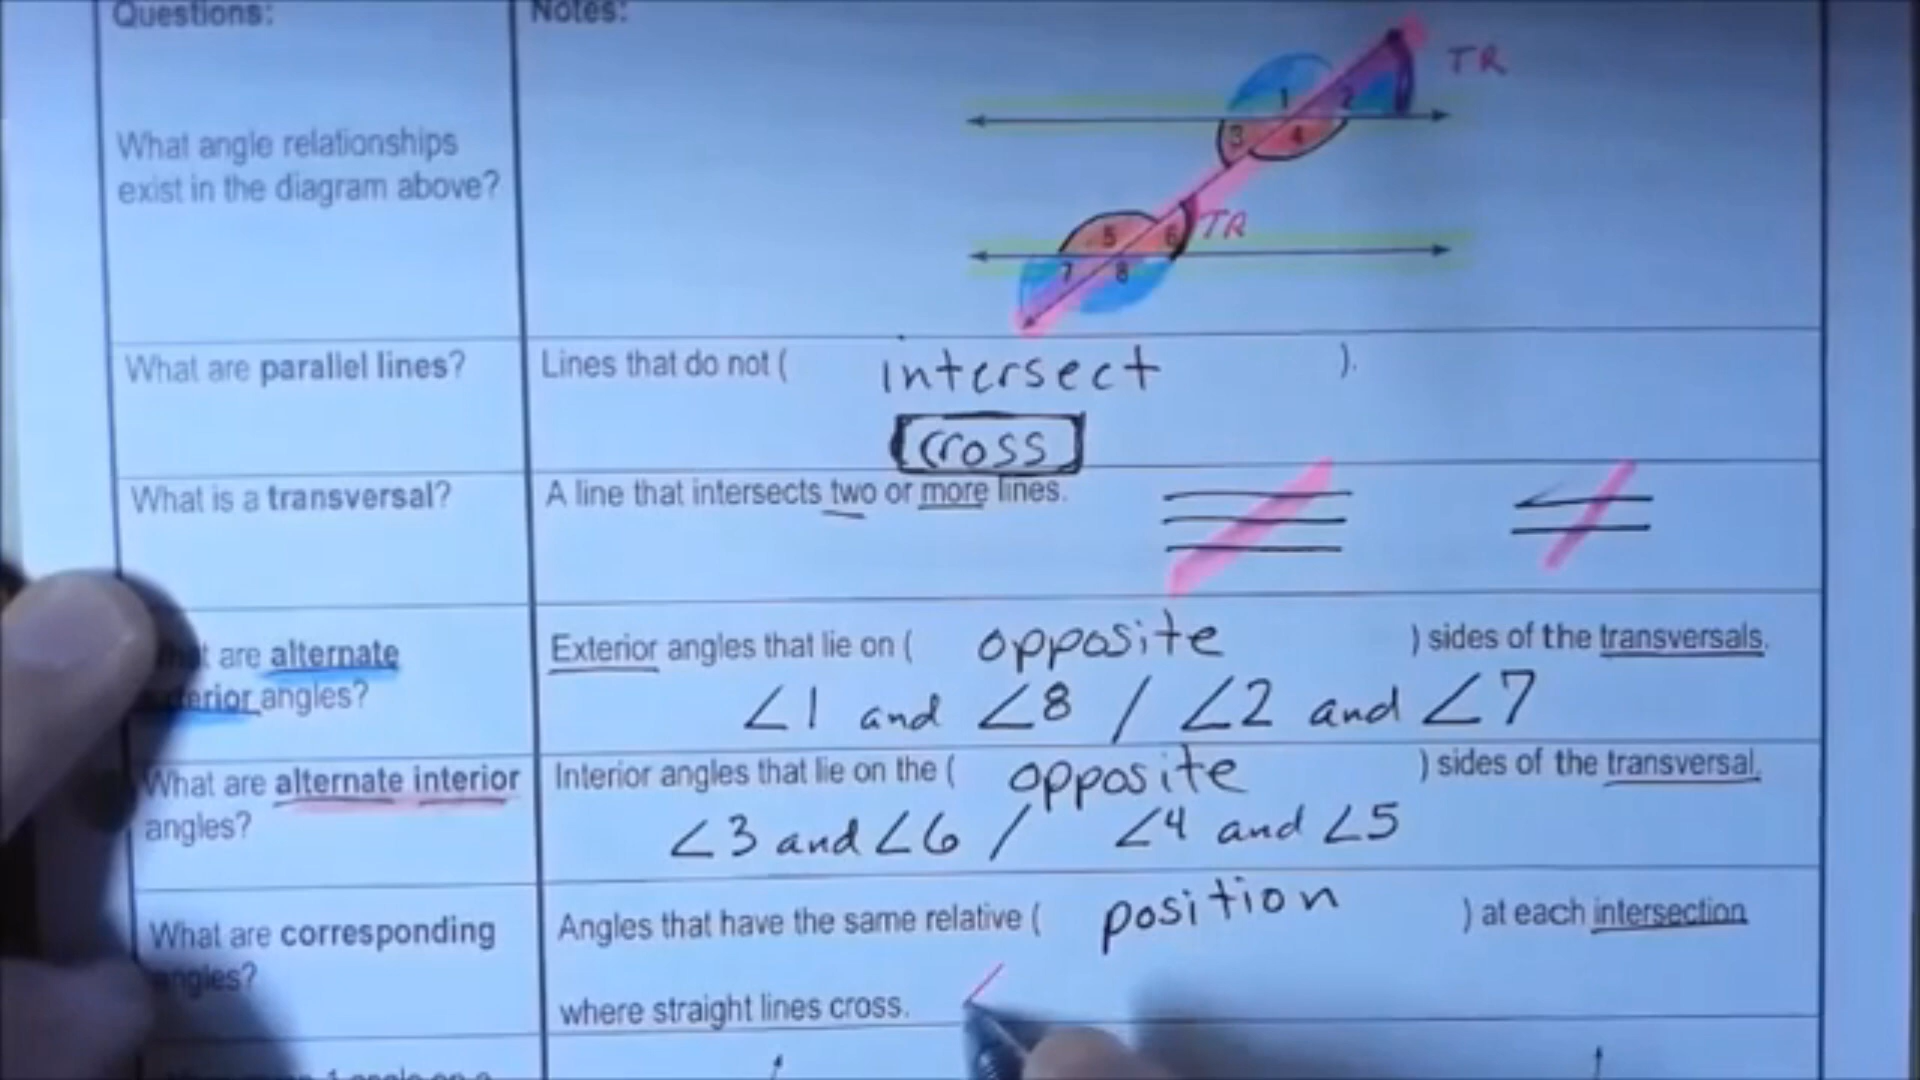 Questions:
Notes:
TR
1 2
3 4
What angle relationships
exist in the diagram above?
TR
5 6
7 8
What are parallel lines?
Lines that do not ( intersect ).
cross
What is a transversal?
A line that intersects two or more lines.
are alternate
angles?
Exterior angles that lie on ( opposite ) sides of the transversals.
∠1 and ∠8 / ∠2 and ∠7
What are alternate interior
angles?
Interior angles that lie on the ( opposite ) sides of the transversal.
∠3 and ∠6 / ∠4 and ∠5
What are corresponding
angles?
Angles that have the same relative ( position ) at each intersection
where straight lines cross.